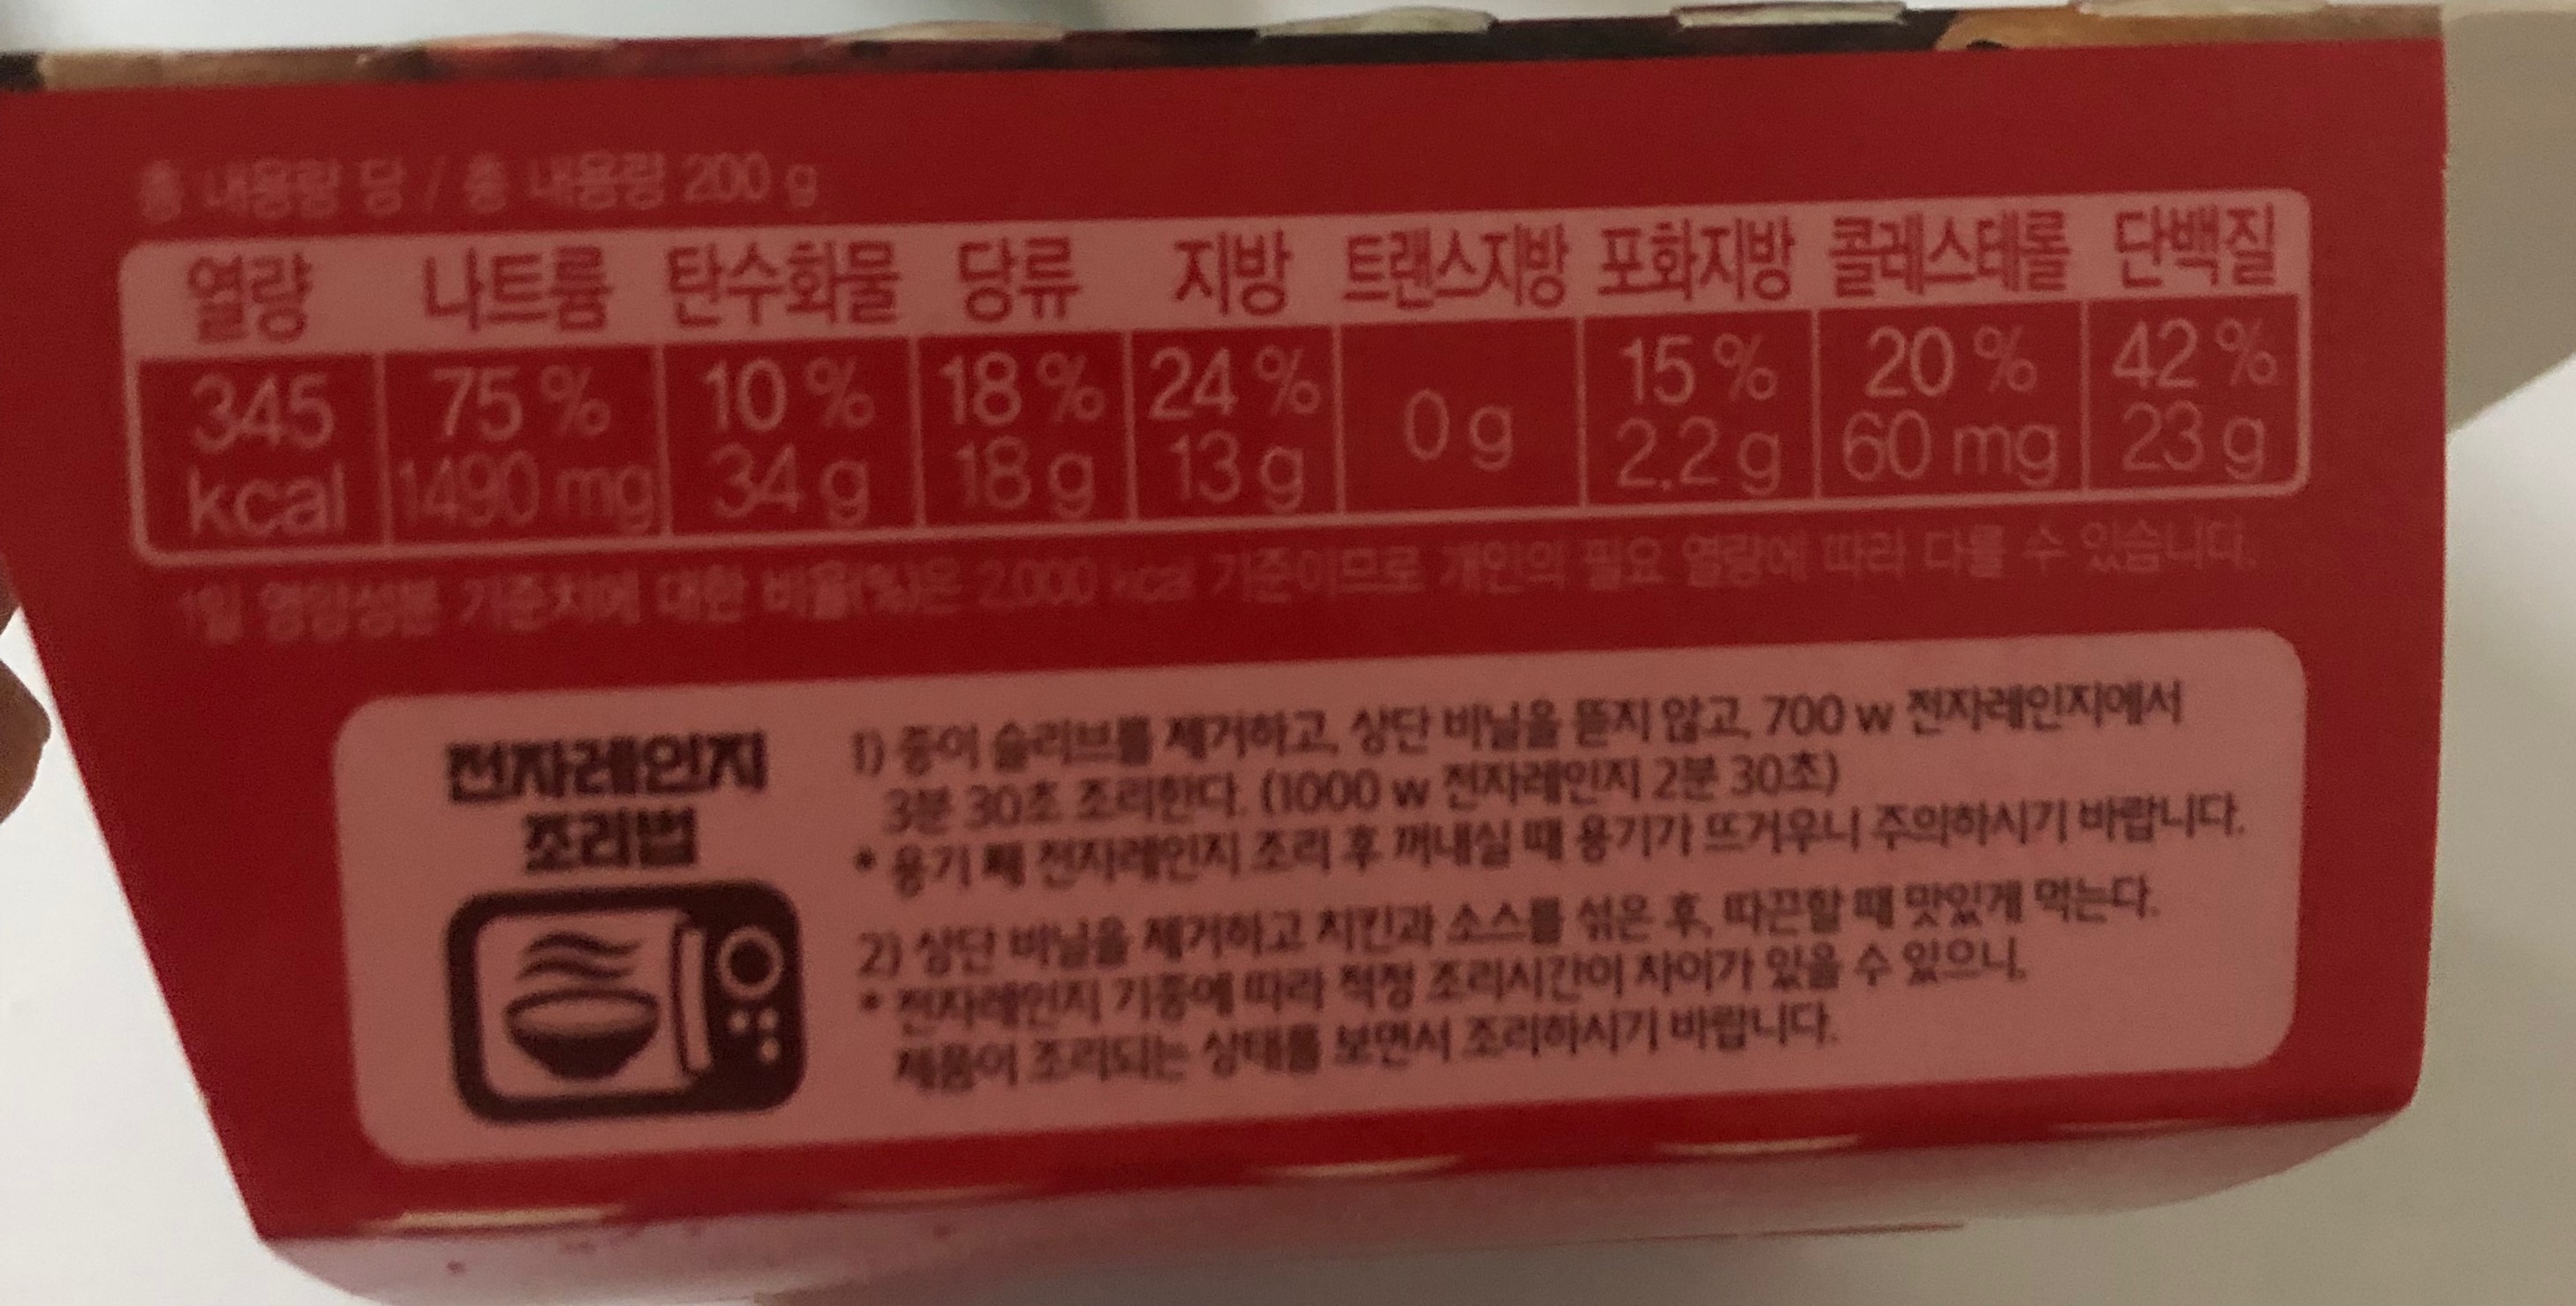 총 내용량 당 / 총 내용량 200 g
열량 나트륨 탄수화물 당류 지방 트랜스지방 포화지방 콜레스테롤 단백질
345 75 % 10 % 18 % 24 % 0 g 15 % 20 % 42 %
kcal 1490 mg 34 g 18 g 13 g 2.2 g 60 mg 23 g
1일 영양성분 기준치에 대한 비율(%)은 2,000 kcal 기준이므로 개인의 필요 열량에 따라 다를 수 있습니다.
전자레인지
조리법
1) 종이 슬리브를 제거하고, 상단 비닐을 뜯지 않고, 700 w 전자레인지에서
3분 30초 조리한다. (1000 w 전자레인지 2분 30초)
* 용기 째 전자레인지 조리 후 꺼내실 때 용기가 뜨거우니 주의하시기 바랍니다.
2) 상단 비닐을 제거하고 치킨과 소스를 섞은 후, 따끈할 때 맛있게 먹는다.
* 전자레인지 기종에 따라 적정 조리시간이 차이가 있을 수 있으니,
제품이 조리되는 상태를 보면서 조리하시기 바랍니다.